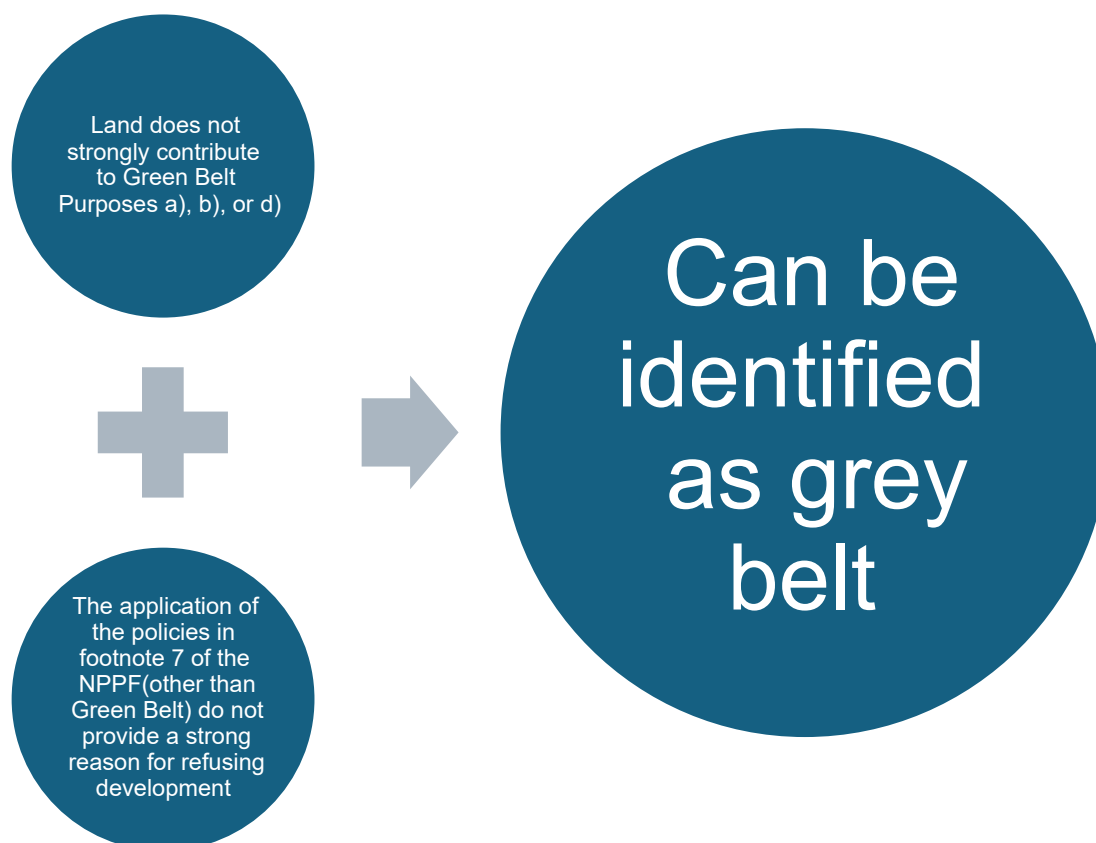 Land does not
strongly contribute
to Green Belt
Purposes a), b), or d)
The application of
the policies in
footnote 7 of the
NPPF(other than
Green Belt) do not
provide a strong
reason for refusing
development
Can be
identified
as grey
belt